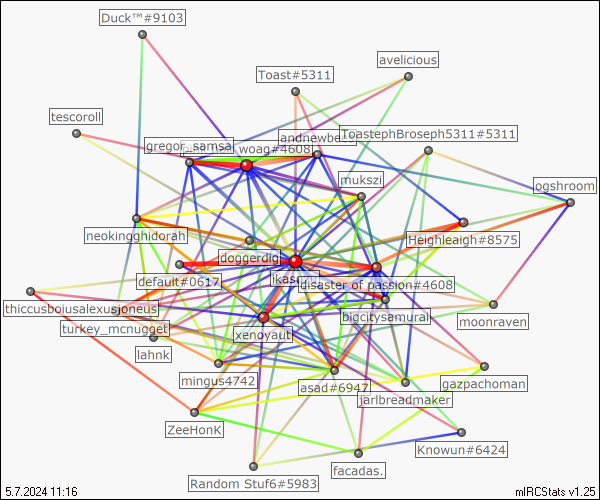 Duck™#9103
avelicious
Toast#5311
tescoroll
ToastephBroseph5311#5311
gregor_samsa
woag#4608
mukszi
ogshroom
neokingghidorah
Heighleaigh#8575
doggerdig
default#0617
disaster of passion#4608
thiccusboiusalexusjoneus
bigcitysamurai
moonraven
turkey_mcnugget
xenoyaut
lahnk
mingus4742
asad#6947
gazpachoman
jarlbreadmaker
ZeeHonK
Knowun#6424
facadas.
Random Stuf6#5983
5.7.2024 11:16
mIRCStats v1.25